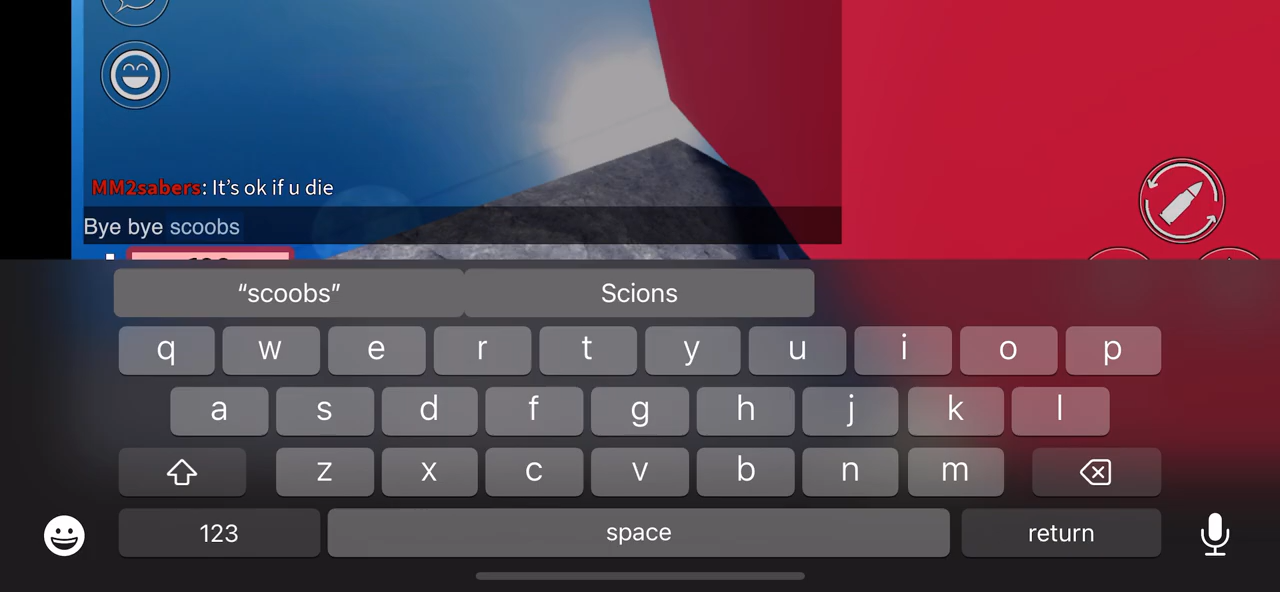 MM2sabers: It's ok if u die
Bye bye scoobs
“scoobs” Scions
q w e r t y u i o p
a s d f g h j k l
z x c v b n m
123 space return